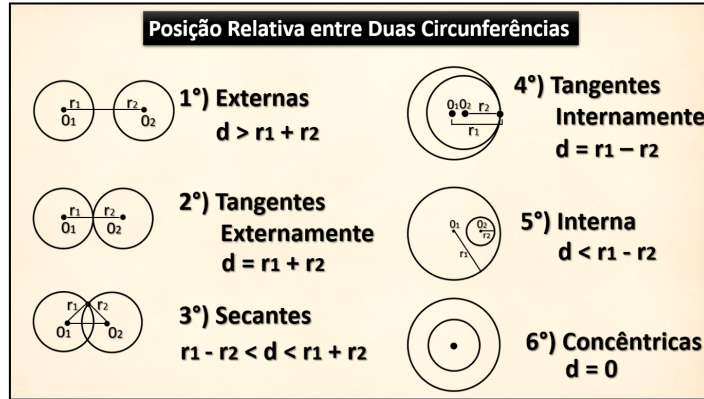 Posição Relativa entre Duas Circunferências
r1 r2
O1 O2
1°) Externas
d > r1 + r2
r1 r2
O1 O2
2°) Tangentes
Externamente
d = r1 + r2
r1 r2
O1 O2
3°) Secantes
r1 - r2 < d < r1 + r2
O1O2 r2
r1
4°) Tangentes
Internamente
d = r1 – r2
O1 O2
r2
r1
5°) Interna
d < r1 - r2
6°) Concêntricas
d = 0